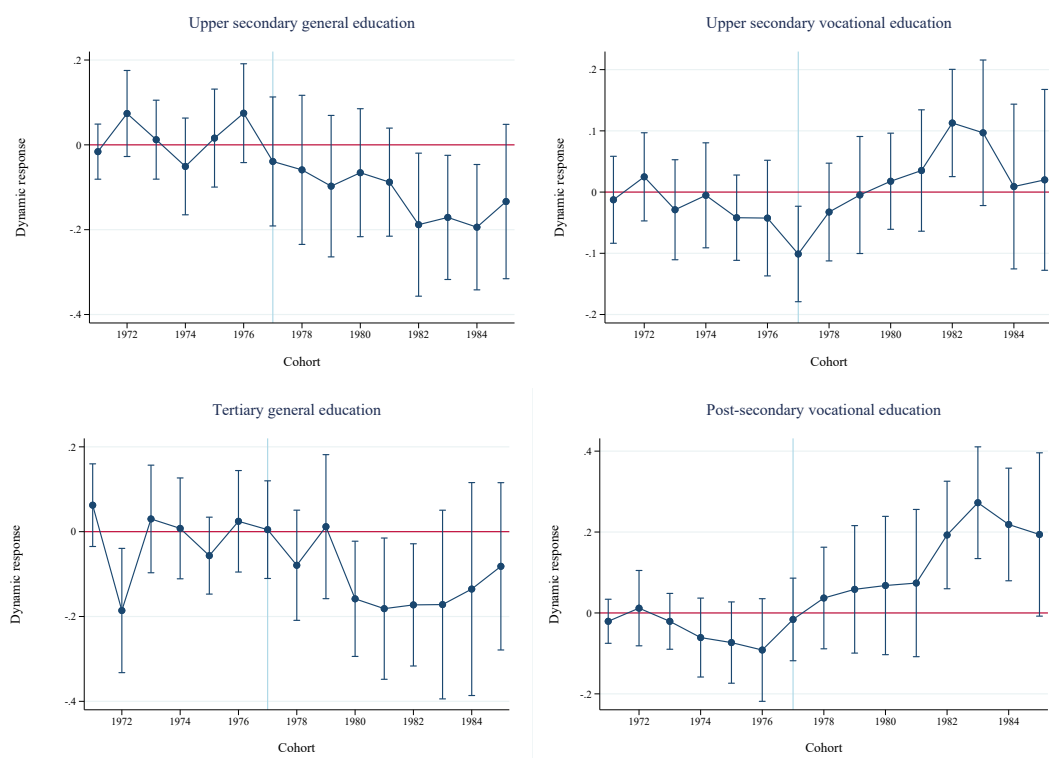 Upper secondary general education
.2
0
-.2
-.4
Dynamic response
1972 1974 1976 1978 1980 1982 1984
Cohort
Upper secondary vocational education
.2
.1
0
-.1
-.2
Dynamic response
1972 1974 1976 1978 1980 1982 1984
Cohort
Tertiary general education
.2
0
-.2
-.4
Dynamic response
1972 1974 1976 1978 1980 1982 1984
Cohort
Post-secondary vocational education
.4
.2
0
-.2
Dynamic response
1972 1974 1976 1978 1980 1982 1984
Cohort